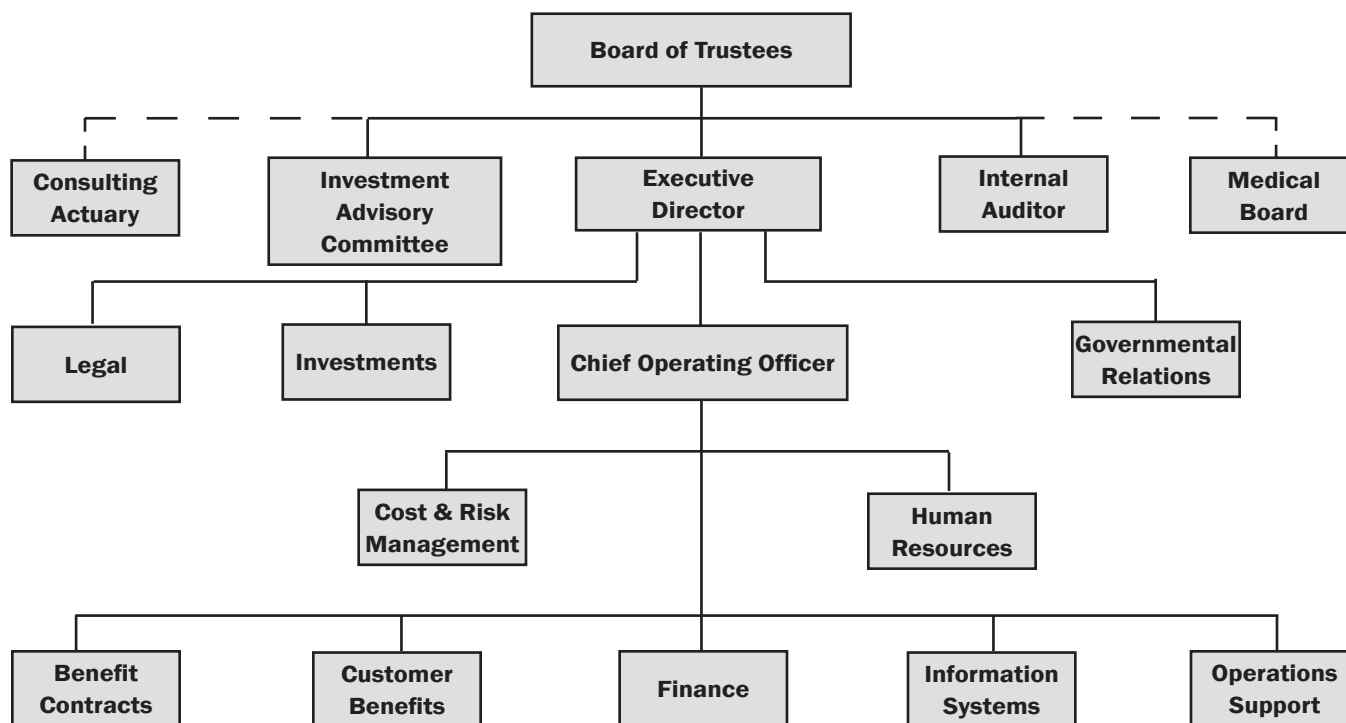 Board of Trustees
Consulting
Actuary
Investment
Advisory
Committee
Executive
Director
Internal
Auditor
Medical
Board
Legal
Investments
Chief Operating Officer
Governmental
Relations
Cost & Risk
Management
Human
Resources
Benefit
Contracts
Customer
Benefits
Finance
Information
Systems
Operations
Support